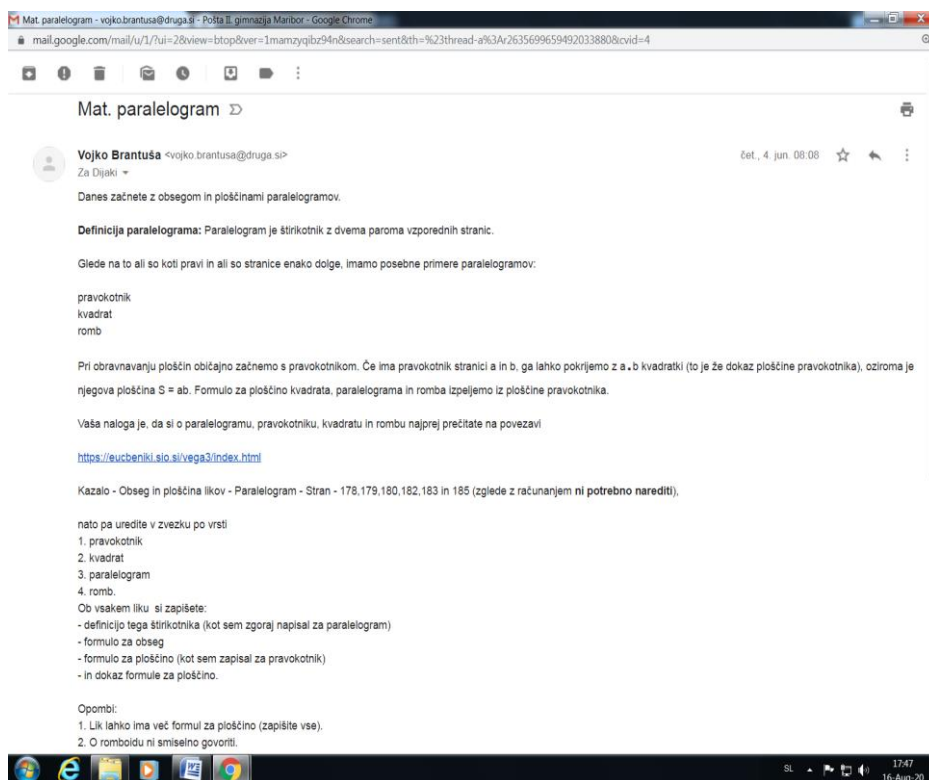 Mat. paralelogram - vojko.brantusa@druga.si - Pošta II. gimnazija Maribor - Google Chrome
mail.google.com/mail/u/1/?ui=2&view=btop&ver=1mamzyqibz94n&search=sent&th=%23thread-a%3Ar2635699659492033880&cvid=4
Mat. paralelogram
Vojko Brantuša <vojko.brantusa@druga.si>
čet., 4. jun. 08:08
Za Dijaki
Danes začnete z obsegom in ploščinami paralelogramov.
Definicija paralelograma: Paralelogram je štirikotnik z dvema paroma vzporednih stranic.
Glede na to ali so koti pravi in ali so stranice enako dolge, imamo posebne primere paralelogramov:
pravokotnik
kvadrat
romb
Pri obravnavanju ploščin običajno začnemo s pravokotnikom. Če ima pravokotnik stranici a in b, ga lahko pokrijemo z a•b kvadratki (to je že dokaz ploščine pravokotnika), oziroma je
njegova ploščina S = ab. Formulo za ploščino kvadrata, paralelograma in romba izpeljemo iz ploščine pravokotnika.
Vaša naloga je, da si o paralelogramu, pravokotniku, kvadratu in rombu najprej prečitate na povezavi
https://eucbeniki.sio.si/vega3/index.html
Kazalo - Obseg in ploščina likov - Paralelogram - Stran - 178,179,180,182,183 in 185 (zglede z računanjem ni potrebno narediti),
nato pa uredite v zvezku po vrsti
1. pravokotnik
2. kvadrat
3. paralelogram
4. romb.
Ob vsakem liku si zapišete:
- definicijo tega štirikotnika (kot sem zgoraj napisal za paralelogram)
- formulo za obseg
- formulo za ploščino (kot sem zapisal za pravokotnik)
- in dokaz formule za ploščino.
Opombi:
1. Lik lahko ima več formul za ploščino (zapišite vse).
2. O romboidu ni smiselno govoriti.
SL
17:47
16-Aug-20